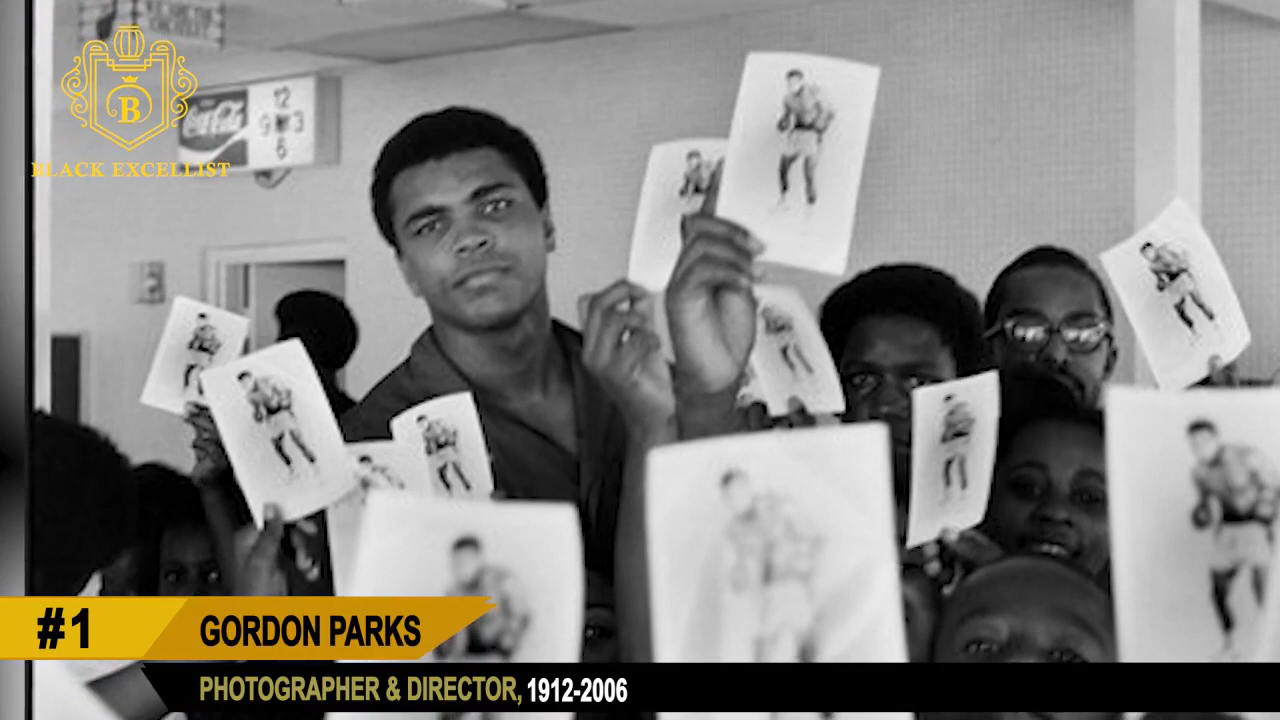 Coca-Cola
12
9 3
6
B
BLACK EXCELLIST
#1 GORDON PARKS
PHOTOGRAPHER & DIRECTOR, 1912-2006